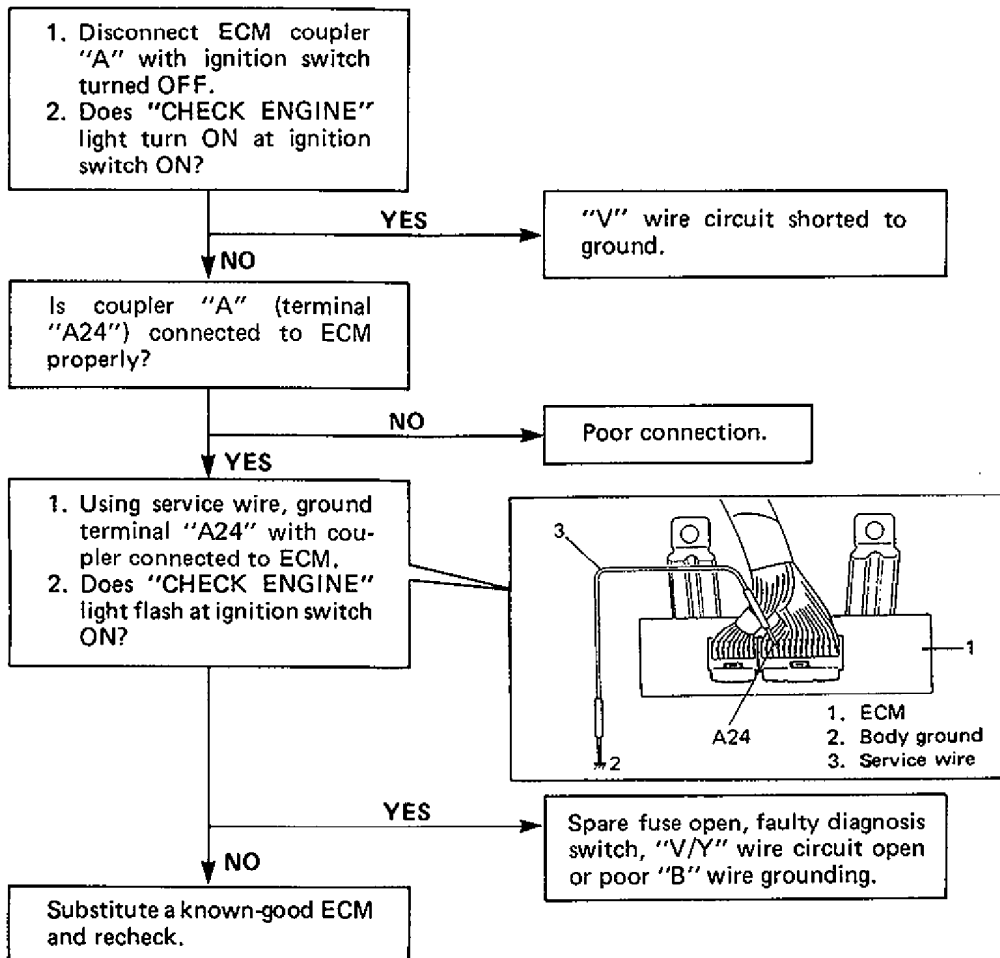 1. Disconnect ECM coupler
"A" with ignition switch
turned OFF.
2. Does "CHECK ENGINE"
light turn ON at ignition
switch ON?
YES
"V" wire circuit shorted to
ground.
NO
Is coupler "A" (terminal
"A24") connected to ECM
properly?
NO
Poor connection.
YES
1. Using service wire, ground
terminal "A24" with cou-
pler connected to ECM.
2. Does "CHECK ENGINE"
light flash at ignition switch
ON?
3
1
A24
2
1. ECM
2. Body ground
3. Service wire
YES
Spare fuse open, faulty diagnosis
switch, "V/Y" wire circuit open
or poor "B" wire grounding.
NO
Substitute a known-good ECM
and recheck.